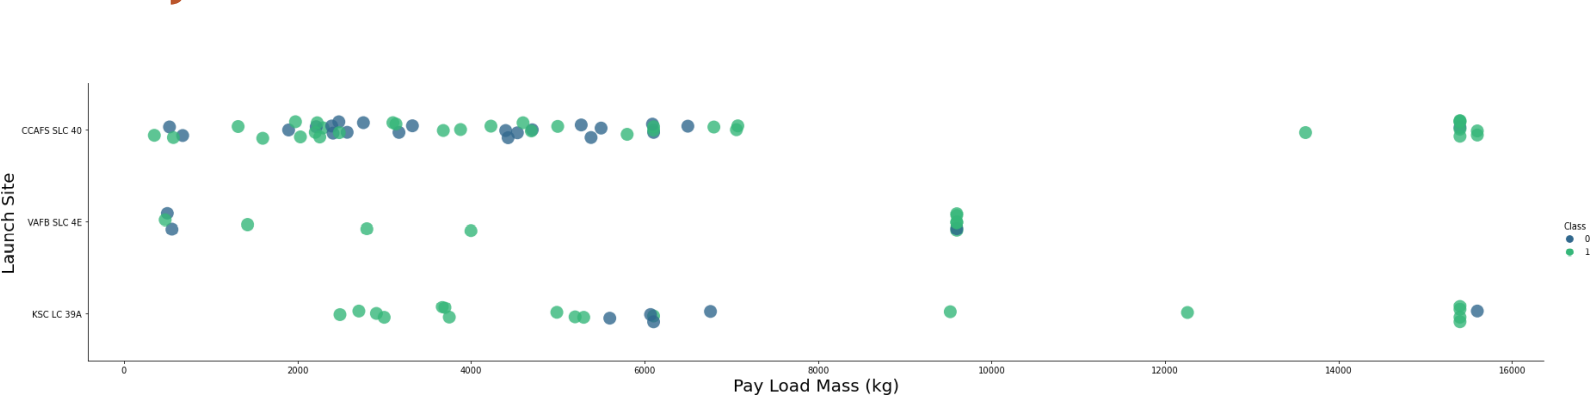 CCAFS SLC 40
VAFB SLC 4E
KSC LC 39A
Launch Site
0 2000 4000 6000 8000 10000 12000 14000 16000
Pay Load Mass (kg)
Class
0
1